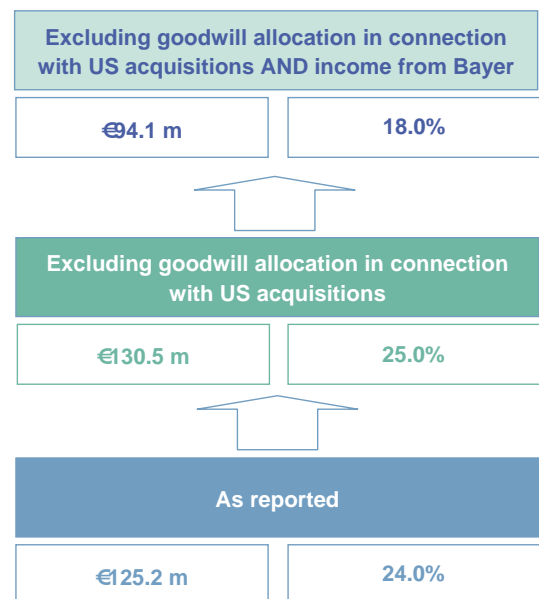 Excluding goodwill allocation in connection
with US acquisitions AND income from Bayer
€94.1 m
18.0%
Excluding goodwill allocation in connection
with US acquisitions
€130.5 m
25.0%
As reported
€125.2 m
24.0%